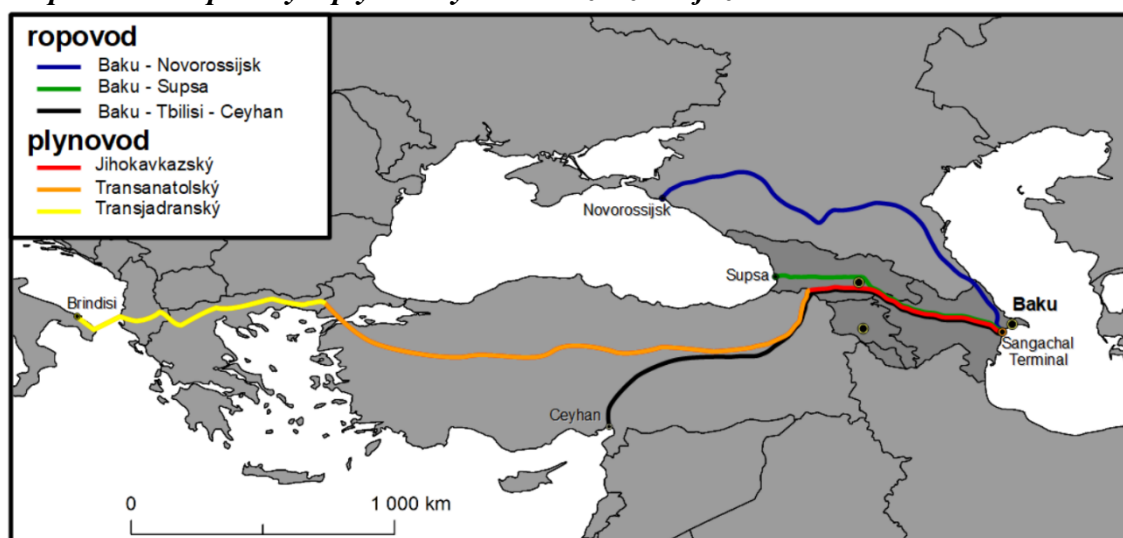 ropovod
Baku - Novorossijsk
Baku - Supsa
Baku - Tbilisi - Ceyhan
plynovod
Jihokavkazský
Transanatolský
Transjadranský
Novorossijsk
Supsa
Brindisi
Baku
Sangachal
Terminal
Ceyhan
0 1 000 km